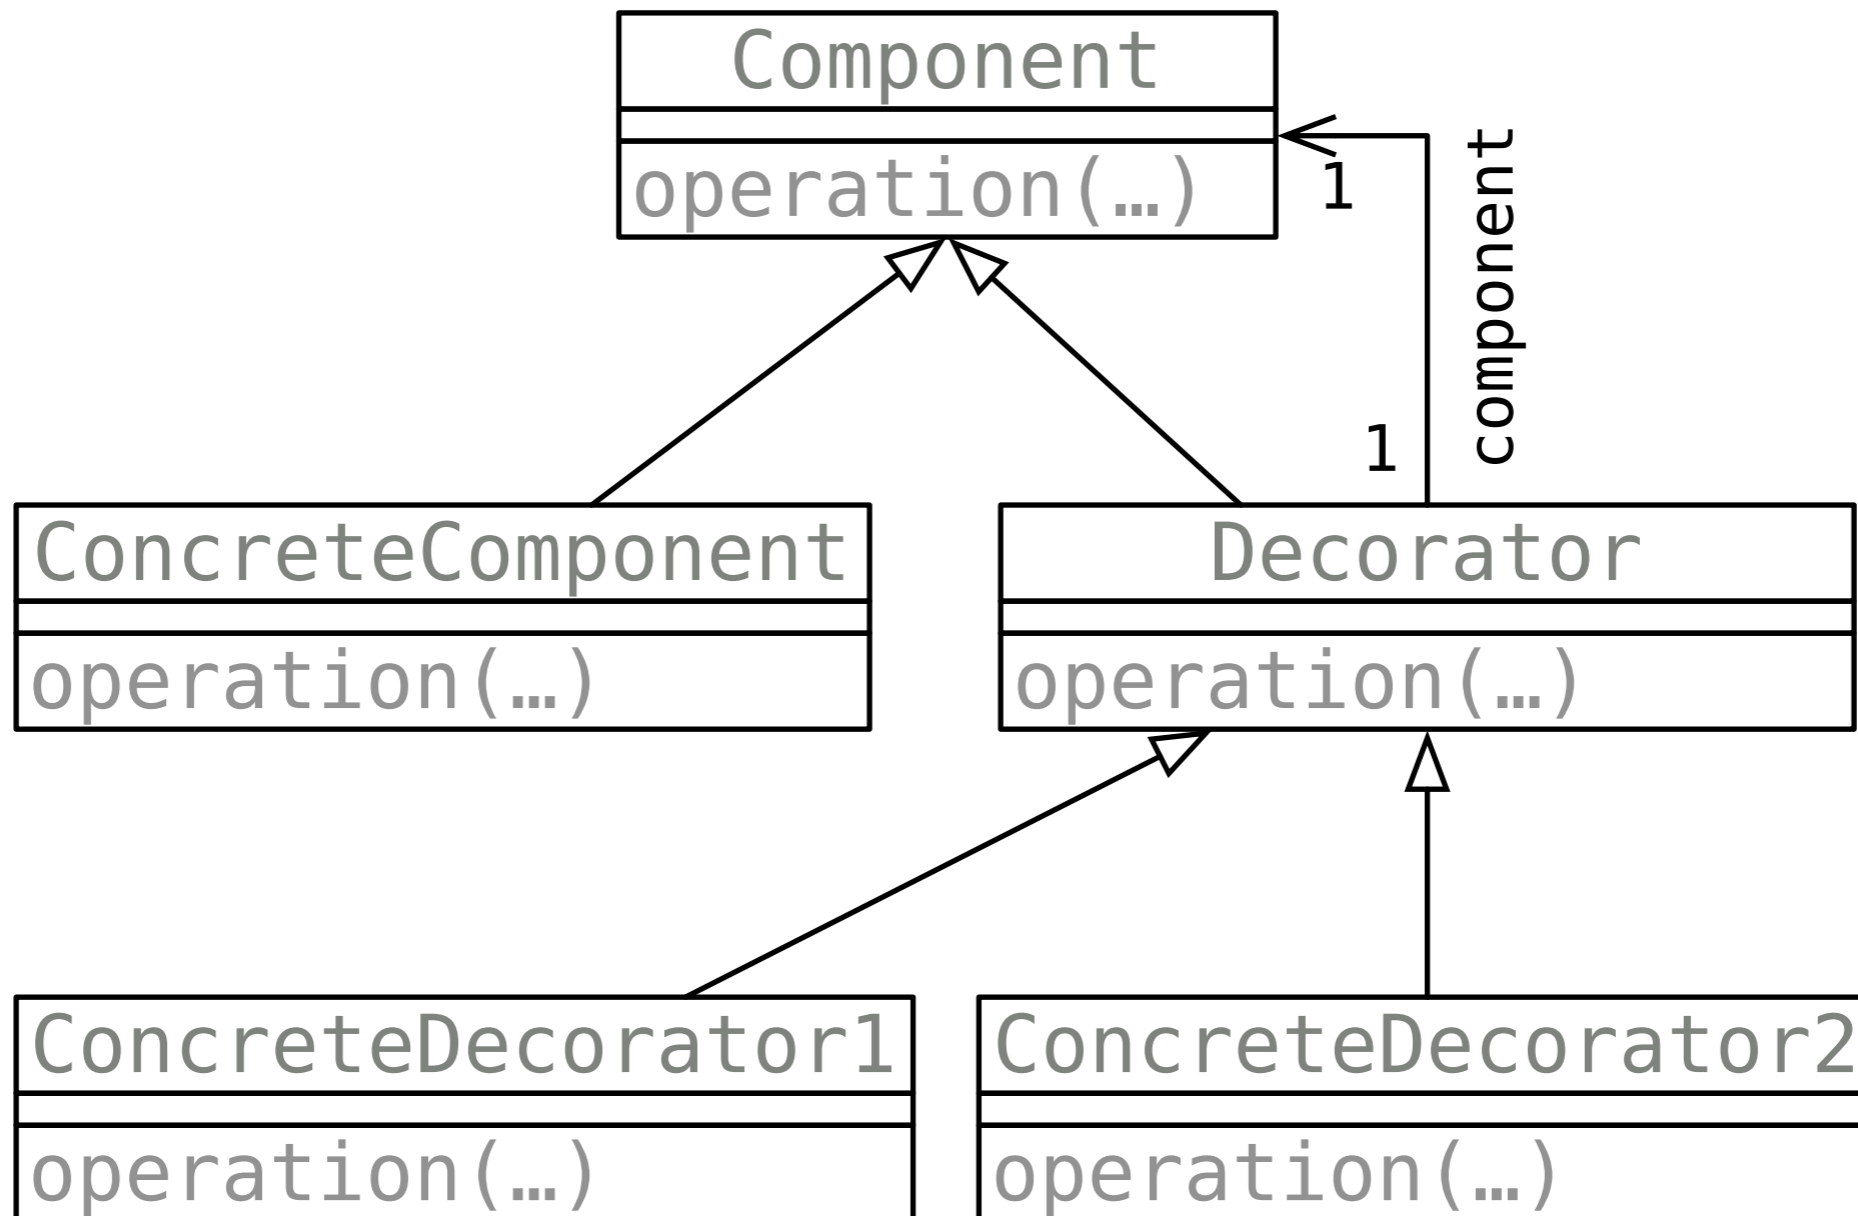 Component
operation(…)
1
component
1
ConcreteComponent
operation(…)
Decorator
operation(…)
ConcreteDecorator1
operation(…)
ConcreteDecorator2
operation(…)